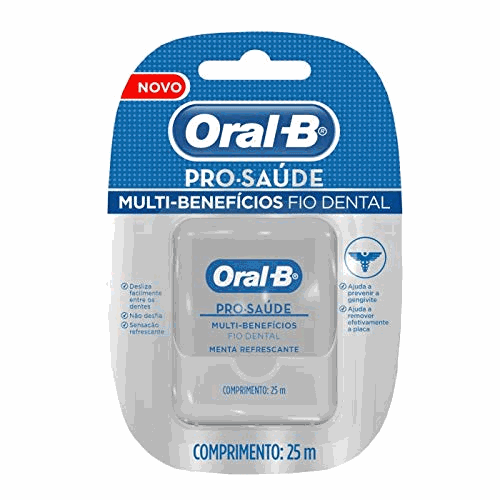 NOVO
Oral-B®
PRO-SAÚDE
MULTI-BENEFÍCIOS FIO DENTAL
Desliza
facilmente
entre os
dentes
Não desfia
Sensação
refrescante
Oral-B®
PRO-SAÚDE
MULTI-BENEFÍCIOS
FIO DENTAL
MENTA REFRESCANTE
COMPRIMENTO: 25 m
Ajuda a
prevenir a
gengivite
Ajuda a
remover
efetivamente
a placa
COMPRIMENTO: 25 m